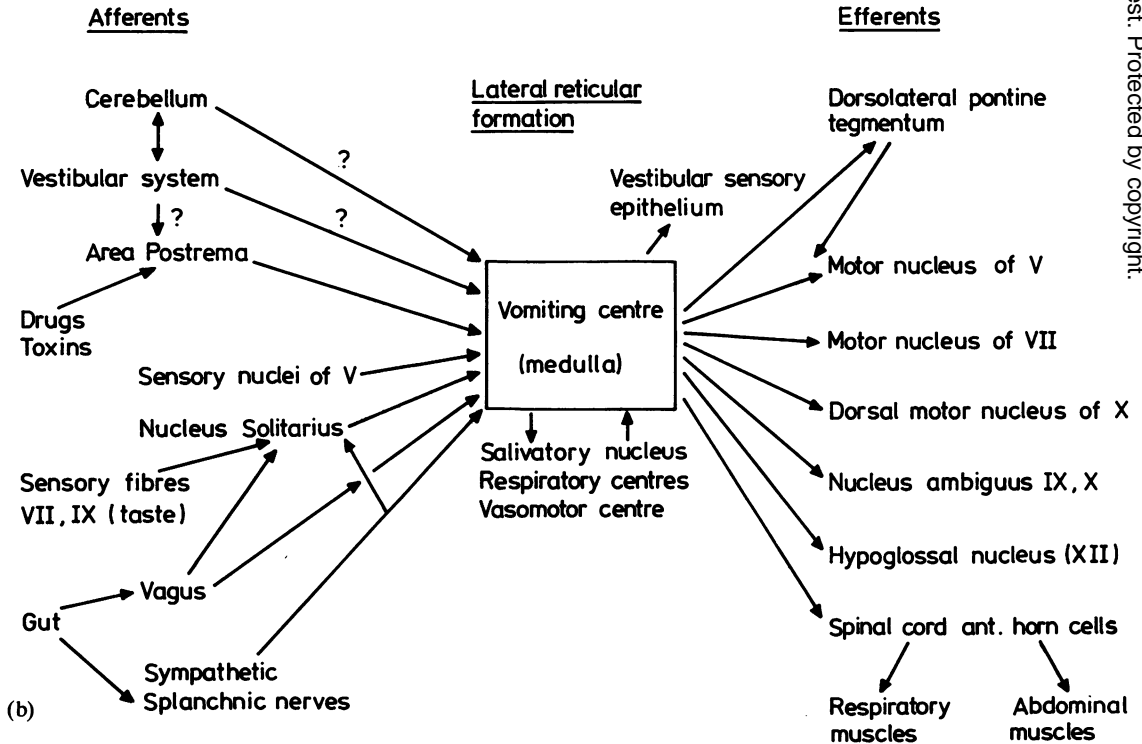 Afferents
Efferents
Cerebellum
Lateral reticular
formation
Dorsolateral pontine
tegmentum
?
Vestibular system
Vestibular sensory
epithelium
?
?
Area Postrema
Motor nucleus of V
Drugs
Toxins
Vomiting centre
(medulla)
Motor nucleus of VII
Sensory nuclei of V
Dorsal motor nucleus of X
Nucleus Solitarius
Salivatory nucleus
Respiratory centres
Vasomotor centre
Sensory fibres
VII, IX (taste)
Nucleus ambiguus IX, X
Hypoglossal nucleus (XII)
Vagus
Gut
Spinal cord ant. horn cells
Sympathetic
Splanchnic nerves
Respiratory
muscles
Abdominal
muscles
(b)
est. Protected by copyright.